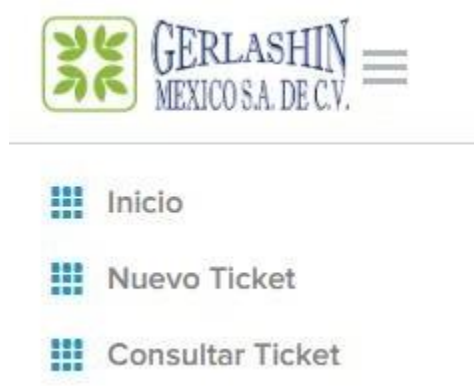 GERLASHIN
MEXICO S.A. DE C.V.
Inicio
Nuevo Ticket
Consultar Ticket